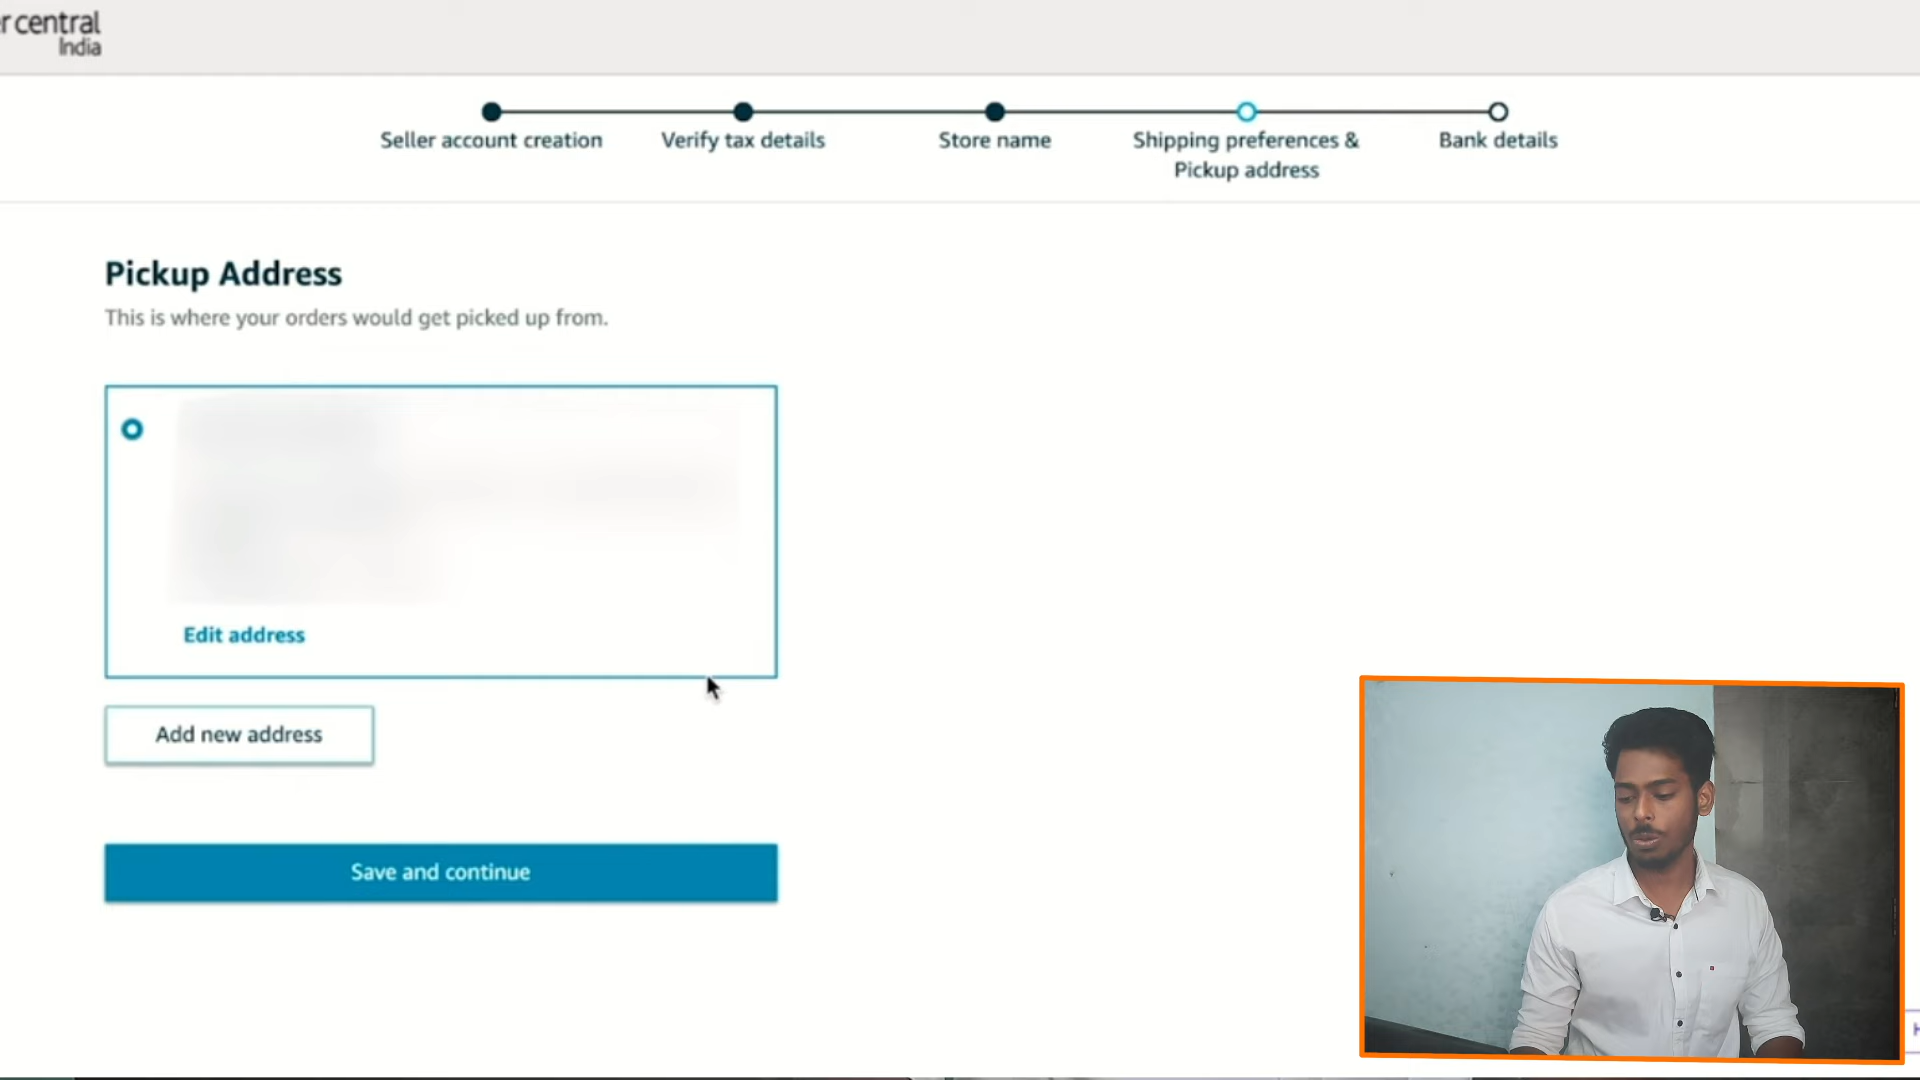 central
India
Seller account creation
Verify tax details
Store name
Shipping preferences &
Pickup address
Bank details
Pickup Address
This is where your orders would get picked up from.
Edit address
Add new address
Save and continue